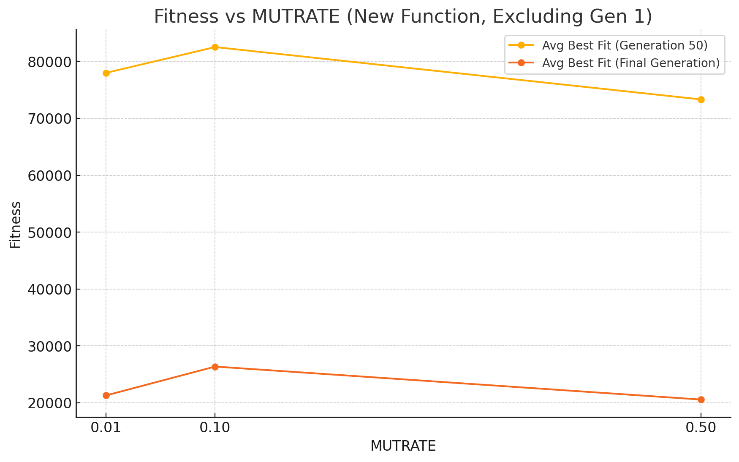 Fitness vs MUTRATE (New Function, Excluding Gen 1)
Avg Best Fit (Generation 50)
Avg Best Fit (Final Generation)
80000
70000
60000
50000
40000
30000
20000
Fitness
0.01 0.10 0.50
MUTRATE